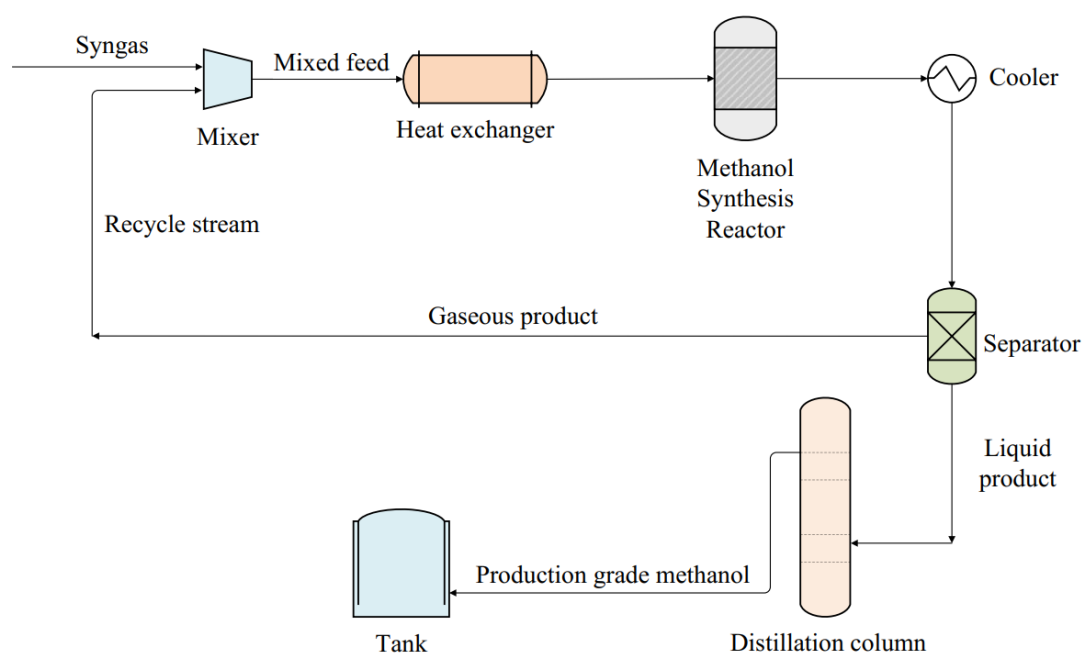 Syngas
Mixed feed
Mixer
Heat exchanger
Cooler
Methanol
Synthesis
Reactor
Recycle stream
Gaseous product
Separator
Liquid
product
Production grade methanol
Tank
Distillation column